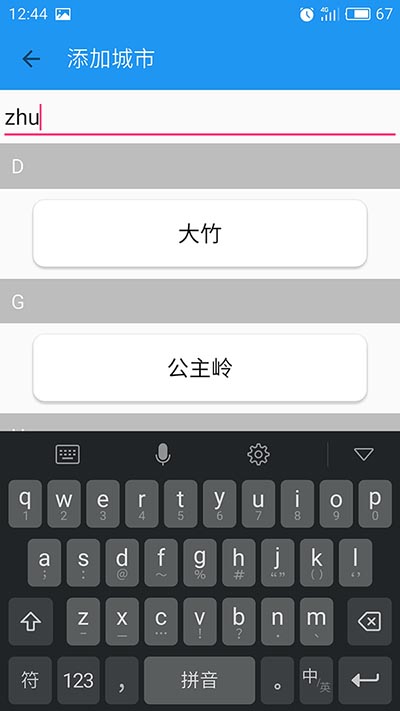 12:44 4G 67
添加城市
zhu
D
大竹
G
公主岭
q w e r t y u i o p
1 2 3 4 5 6 7 8 9 0
a s d f g h j k l
; : @ ~ % # “” () ‘’
z x c v b n m
– _ … ! ? · 、
符 123 , 拼音 。 中/英